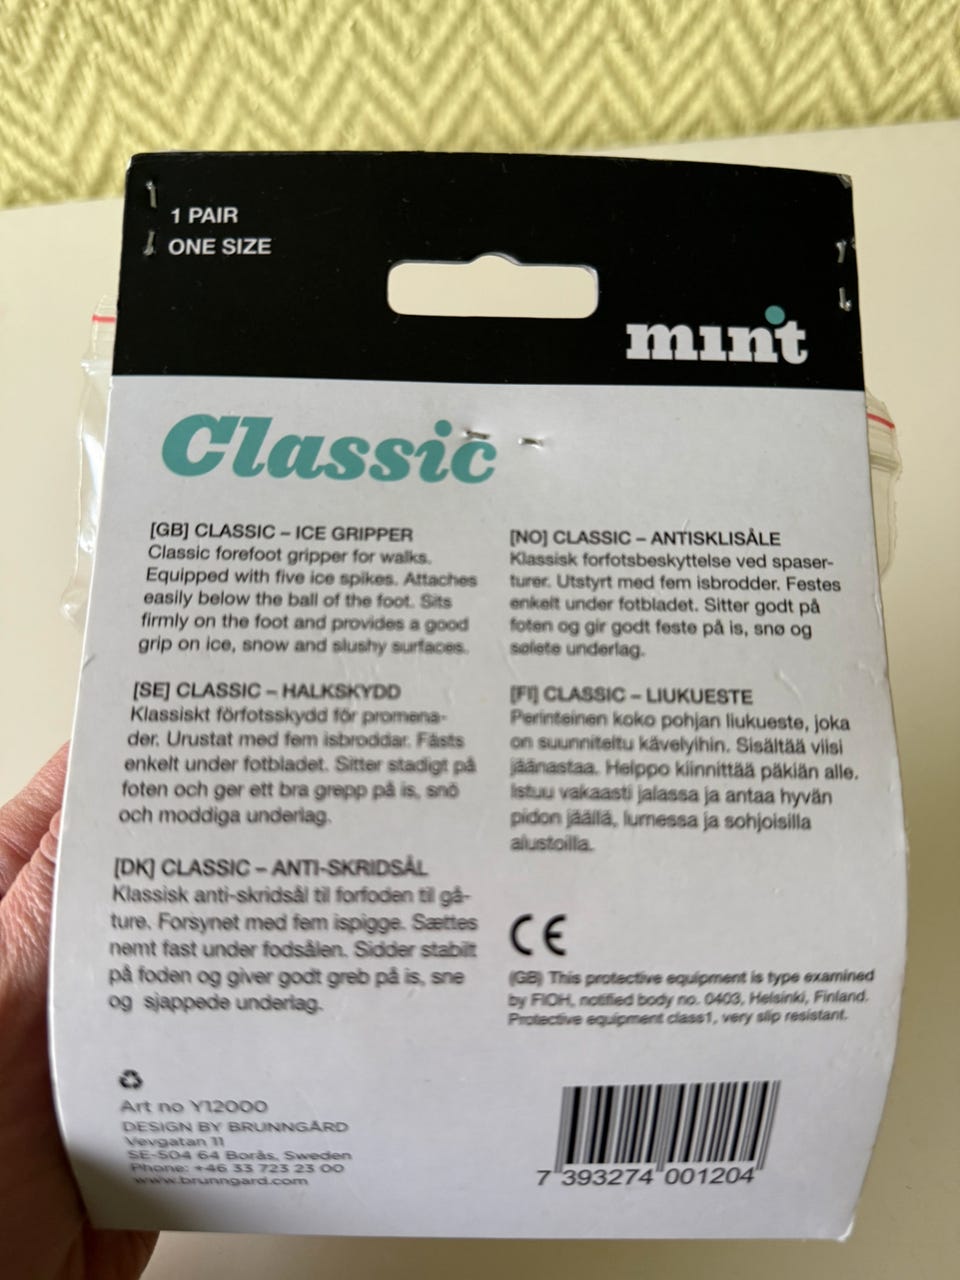 1 PAIR
ONE SIZE
mint
Classic
[GB] CLASSIC – ICE GRIPPER
Classic forefoot gripper for walks.
Equipped with five ice spikes. Attaches
easily below the ball of the foot. Sits
firmly on the foot and provides a good
grip on ice, snow and slushy surfaces.
[SE] CLASSIC – HALKSKYDD
Klassiskt förfotsskydd för promena-
der. Urustat med fem isbroddar. Fästs
enkelt under fotbladet. Sitter stadigt på
foten och ger ett bra grepp på is, snö
och moddiga underlag.
[DK] CLASSIC – ANTI-SKRIDSÅL
Klassisk anti-skridsål til forfoden til gå-
ture. Forsynet med fem ispigge. Sættes
nemt fast under fodsålen. Sidder stabilt
på foden og giver godt greb på is, sne
og sjappede underlag.
[NO] CLASSIC – ANTISKLISÅLE
Klassisk forfotsbeskyttelse ved spaser-
turer. Utstyrt med fem isbrodder. Festes
enkelt under fotbladet. Sitter godt på
foten og gir godt feste på is, snø og
sølete underlag.
[FI] CLASSIC – LIUKUESTE
Perinteinen koko pohjan liukueste, joka
on suunniteltu kävelyihin. Sisältää viisi
jäänastaa. Helppo kiinnittää päkiän alle.
Istuu vakaasti jalassa ja antaa hyvän
pidon jäällä, lumessa ja sohjoisilla
alustoilla.
CE
(GB) This protective equipment is type examined
by FIOH, notified body no. 0403, Helsinki, Finland.
Protective equipment class1, very slip resistant.
Art no Y12000
DESIGN BY BRUNNGÅRD
Vevgatan 11
SE-504 64 Borås, Sweden
Phone: +46 33 723 23 00
www.brunngard.com
7 393274 001204